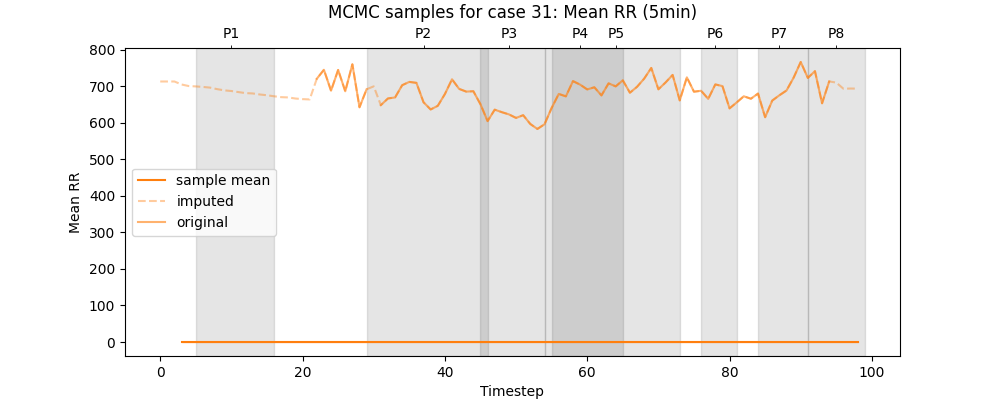 MCMC samples for case 31: Mean RR (5min)
P1 P2 P3 P4 P5 P6 P7 P8
800
700
600
500
400
300
200
100
0
Mean RR
sample mean
imputed
original
0 20 40 60 80 100
Timestep